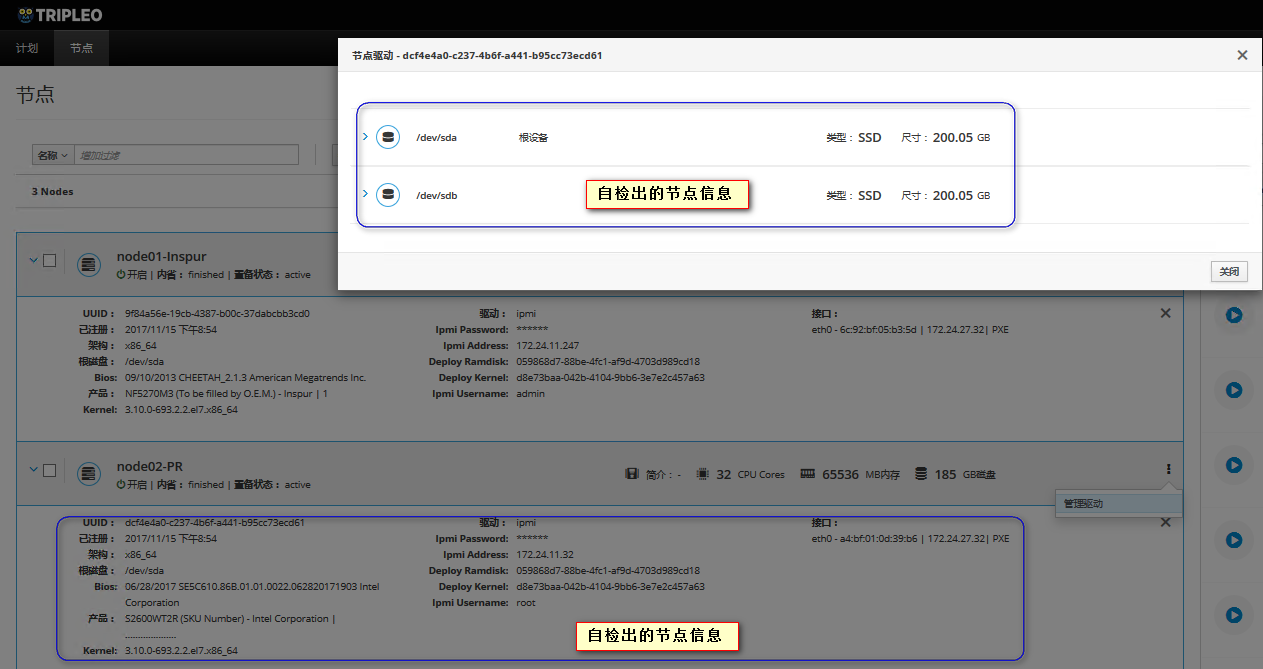 TRIPLEO
计划 节点
节点驱动 - dcf4e4a0-c237-4b6f-a441-b95cc73ecd61
/dev/sda 根设备 类型： SSD 尺寸： 200.05 GB
/dev/sdb 类型： SSD 尺寸： 200.05 GB
自检出的节点信息
关闭
节点
名称 增加过滤
3 Nodes
node01-Inspur
开启 | 内省： finished | 置备状态： active
UUID： 9f84a56e-19cb-4387-b00c-37dabcbb3cd0 驱动： ipmi 接口：
已注册： 2017/11/15 下午8:54 Ipmi Password: ****** eth0 - 6c:92:bf:05:b3:5d | 172.24.27.32| PXE
架构： x86_64 Ipmi Address: 172.24.11.247
根磁盘： /dev/sda Deploy Ramdisk: 059868d7-88be-4fc1-af9d-4703d989cd18
Bios: 09/10/2013 CHEETAH_2.1.3 American Megatrends Inc. Deploy Kernel: d8e73baa-042b-4104-9bb6-3e7e2c457a63
产品： NF5270M3 (To be filled by O.E.M.) - Inspur | 1 Ipmi Username: admin
Kernel: 3.10.0-693.2.2.el7.x86_64
node02-PR
开启 | 内省： finished | 置备状态： active
简介： - 32 CPU Cores 65536 MB内存 185 GB磁盘
管理驱动
UUID： dcf4e4a0-c237-4b6f-a441-b95cc73ecd61 驱动： ipmi 接口：
已注册： 2017/11/15 下午8:54 Ipmi Password: ****** eth0 - a4:bf:01:0d:39:b6 | 172.24.27.32| PXE
架构： x86_64 Ipmi Address: 172.24.11.32
根磁盘： /dev/sda Deploy Ramdisk: 059868d7-88be-4fc1-af9d-4703d989cd18
Bios: 06/28/2017 SE5C610.86B.01.01.0022.062820171903 Intel Deploy Kernel: d8e73baa-042b-4104-9bb6-3e7e2c457a63
Corporation Ipmi Username: root
产品： S2600WT2R (SKU Number) - Intel Corporation |
....................
Kernel: 3.10.0-693.2.2.el7.x86_64
自检出的节点信息